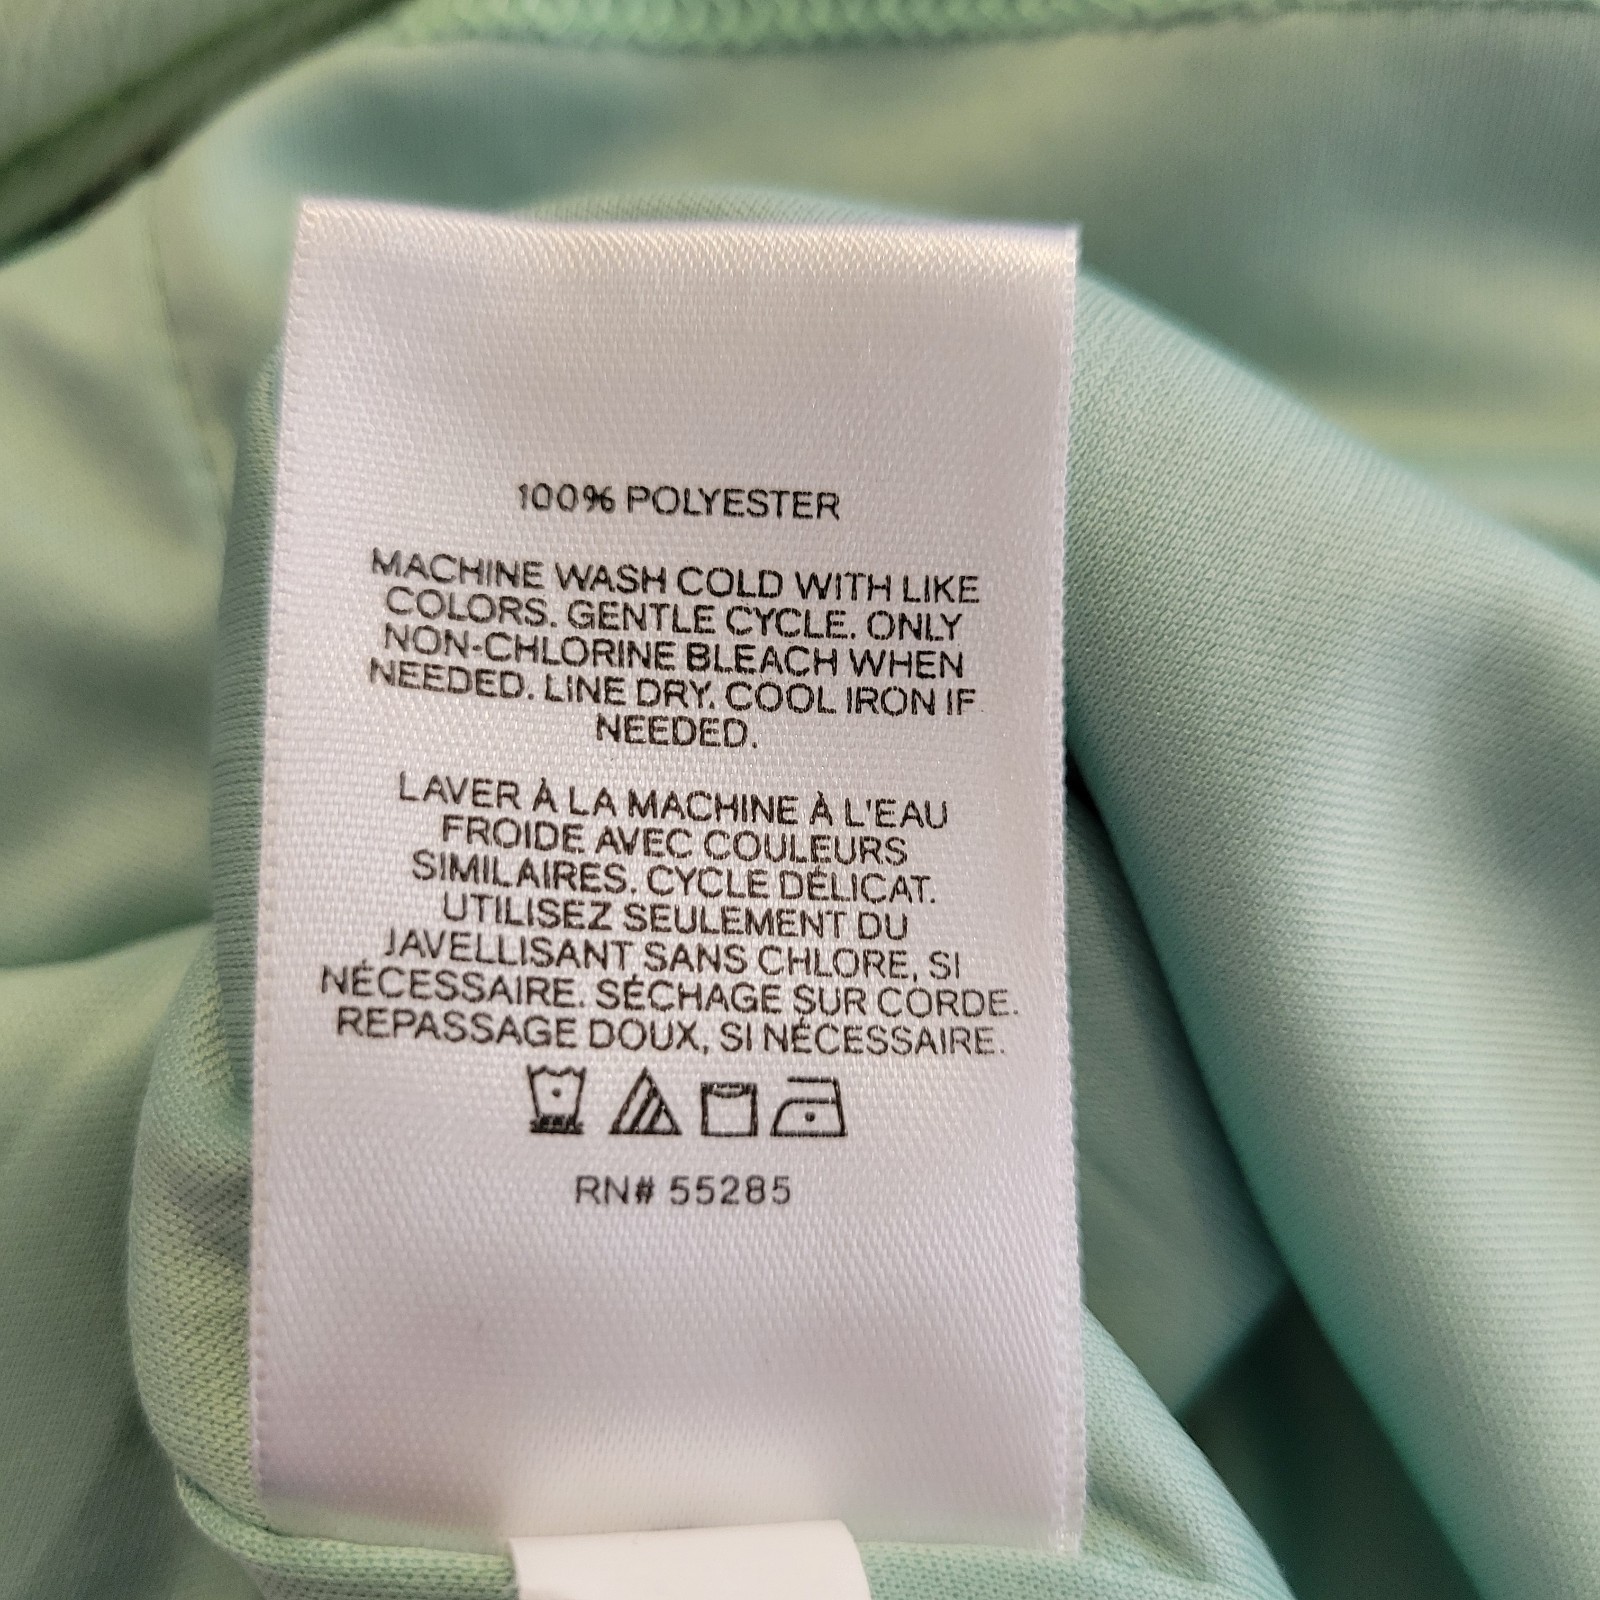 100% POLYESTER
MACHINE WASH COLD WITH LIKE
COLORS. GENTLE CYCLE. ONLY
NON-CHLORINE BLEACH WHEN
NEEDED. LINE DRY. COOL IRON IF
NEEDED.
LAVER À LA MACHINE À L'EAU
FROIDE AVEC COULEURS
SIMILAIRES. CYCLE DÉLICAT.
UTILISEZ SEULEMENT DU
JAVELLISANT SANS CHLORE, SI
NÉCESSAIRE. SÉCHAGE SUR CORDE.
REPASSAGE DOUX, SI NÉCESSAIRE.
RN# 55285